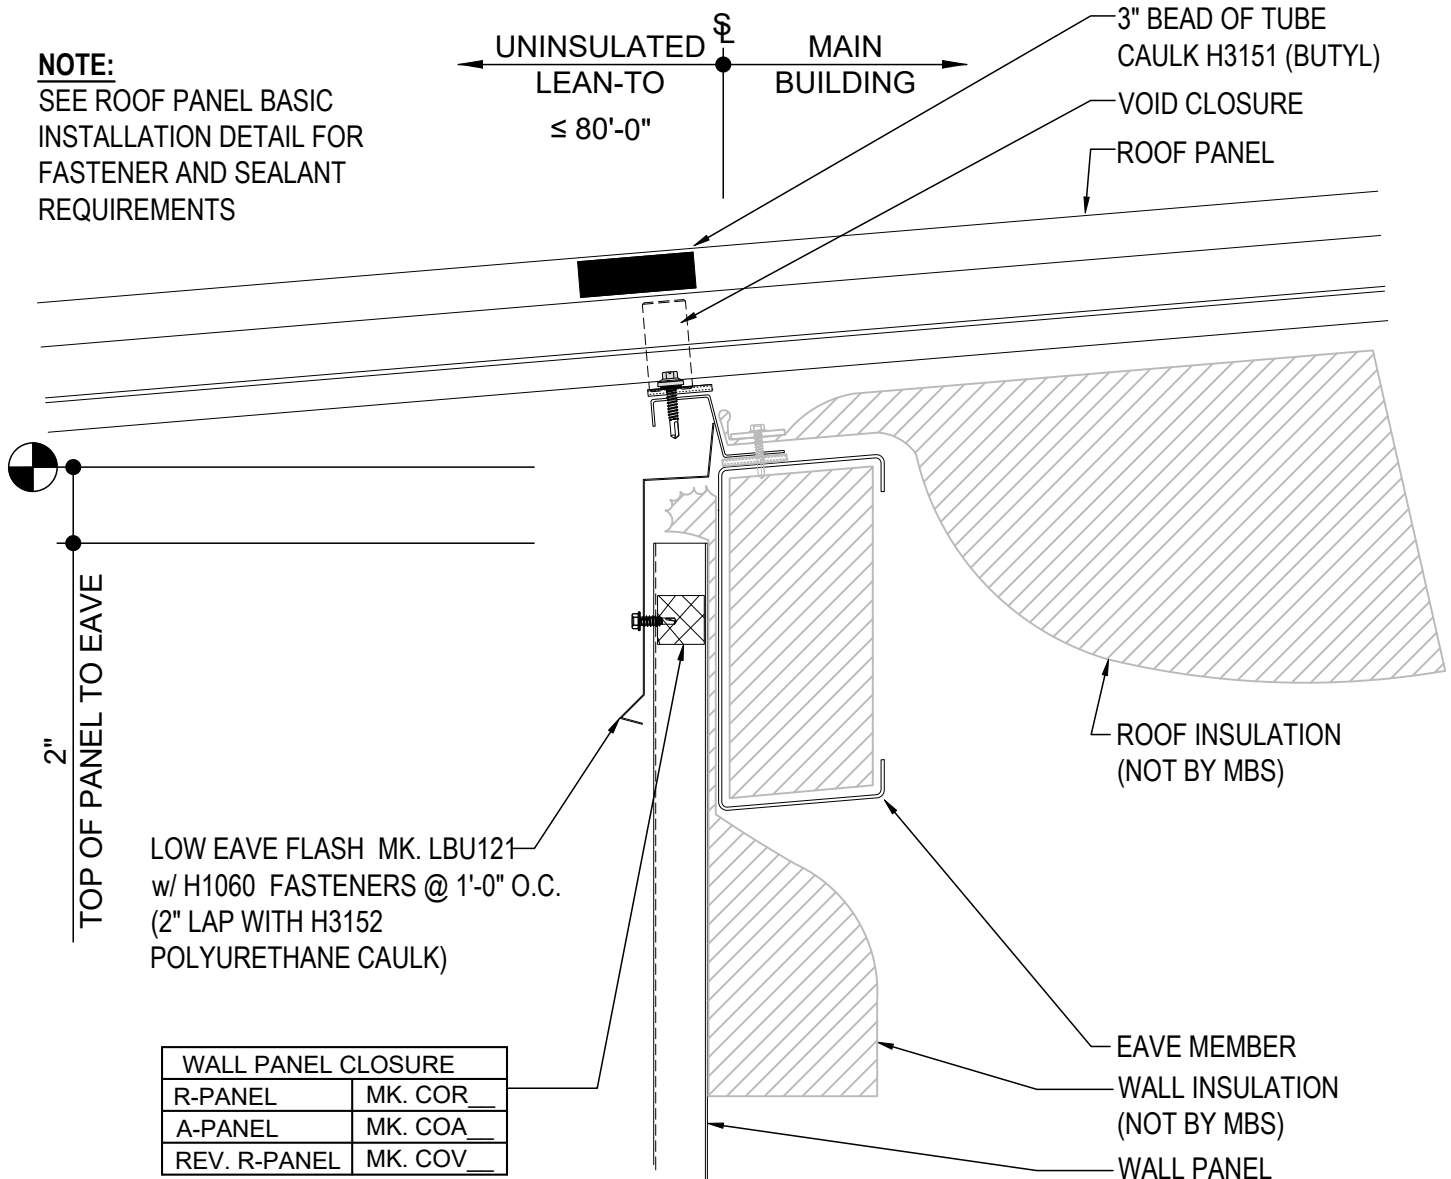 NOTE:
SEE ROOF PANEL BASIC
INSTALLATION DETAIL FOR
FASTENER AND SEALANT
REQUIREMENTS
UNINSULATED
LEAN-TO
≤ 80'-0"
SL
MAIN
BUILDING
3" BEAD OF TUBE
CAULK H3151 (BUTYL)
VOID CLOSURE
ROOF PANEL
2"
TOP OF PANEL TO EAVE
ROOF INSULATION
(NOT BY MBS)
LOW EAVE FLASH MK. LBU121
w/ H1060 FASTENERS @ 1'-0" O.C.
(2" LAP WITH H3152
POLYURETHANE CAULK)
WALL PANEL CLOSURE
R-PANEL MK. COR__
A-PANEL MK. COA__
REV. R-PANEL MK. COV__
EAVE MEMBER
WALL INSULATION
(NOT BY MBS)
WALL PANEL